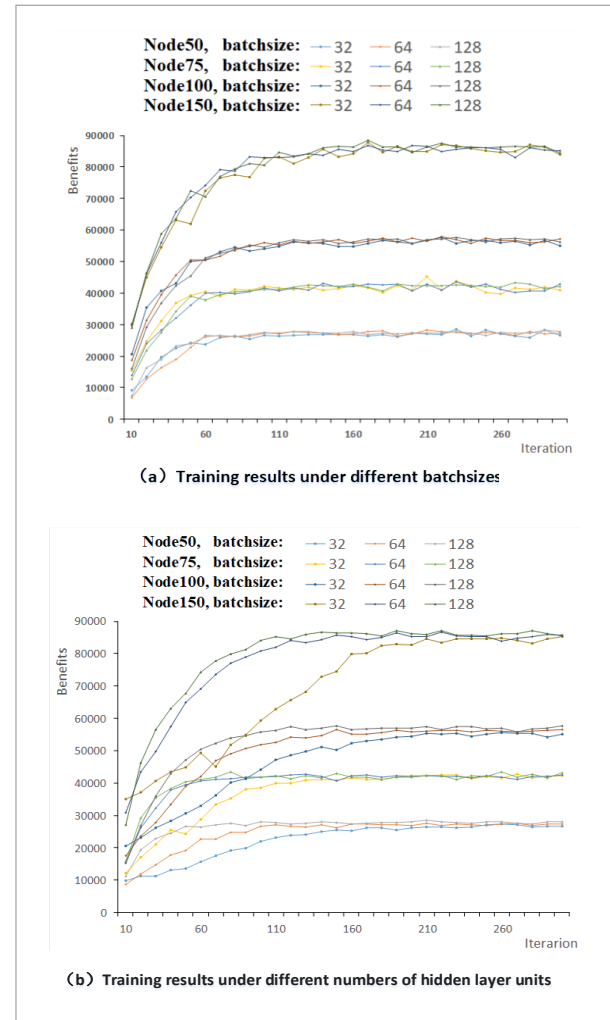 Node50, batchsize: 32 64 128
Node75, batchsize: 32 64 128
Node100, batchsize: 32 64 128
Node150, batchsize: 32 64 128
90000
80000
70000
60000
50000
40000
30000
20000
10000
0
Benefits
10 60 110 160 210 260
Iteration
(a) Training results under different batchsizes
Node50, batchsize: 32 64 128
Node75, batchsize: 32 64 128
Node100, batchsize: 32 64 128
Node150, batchsize: 32 64 128
90000
80000
70000
60000
50000
40000
30000
20000
10000
0
Benefits
10 60 110 160 210 260
Iterarion
(b) Training results under different numbers of hidden layer units